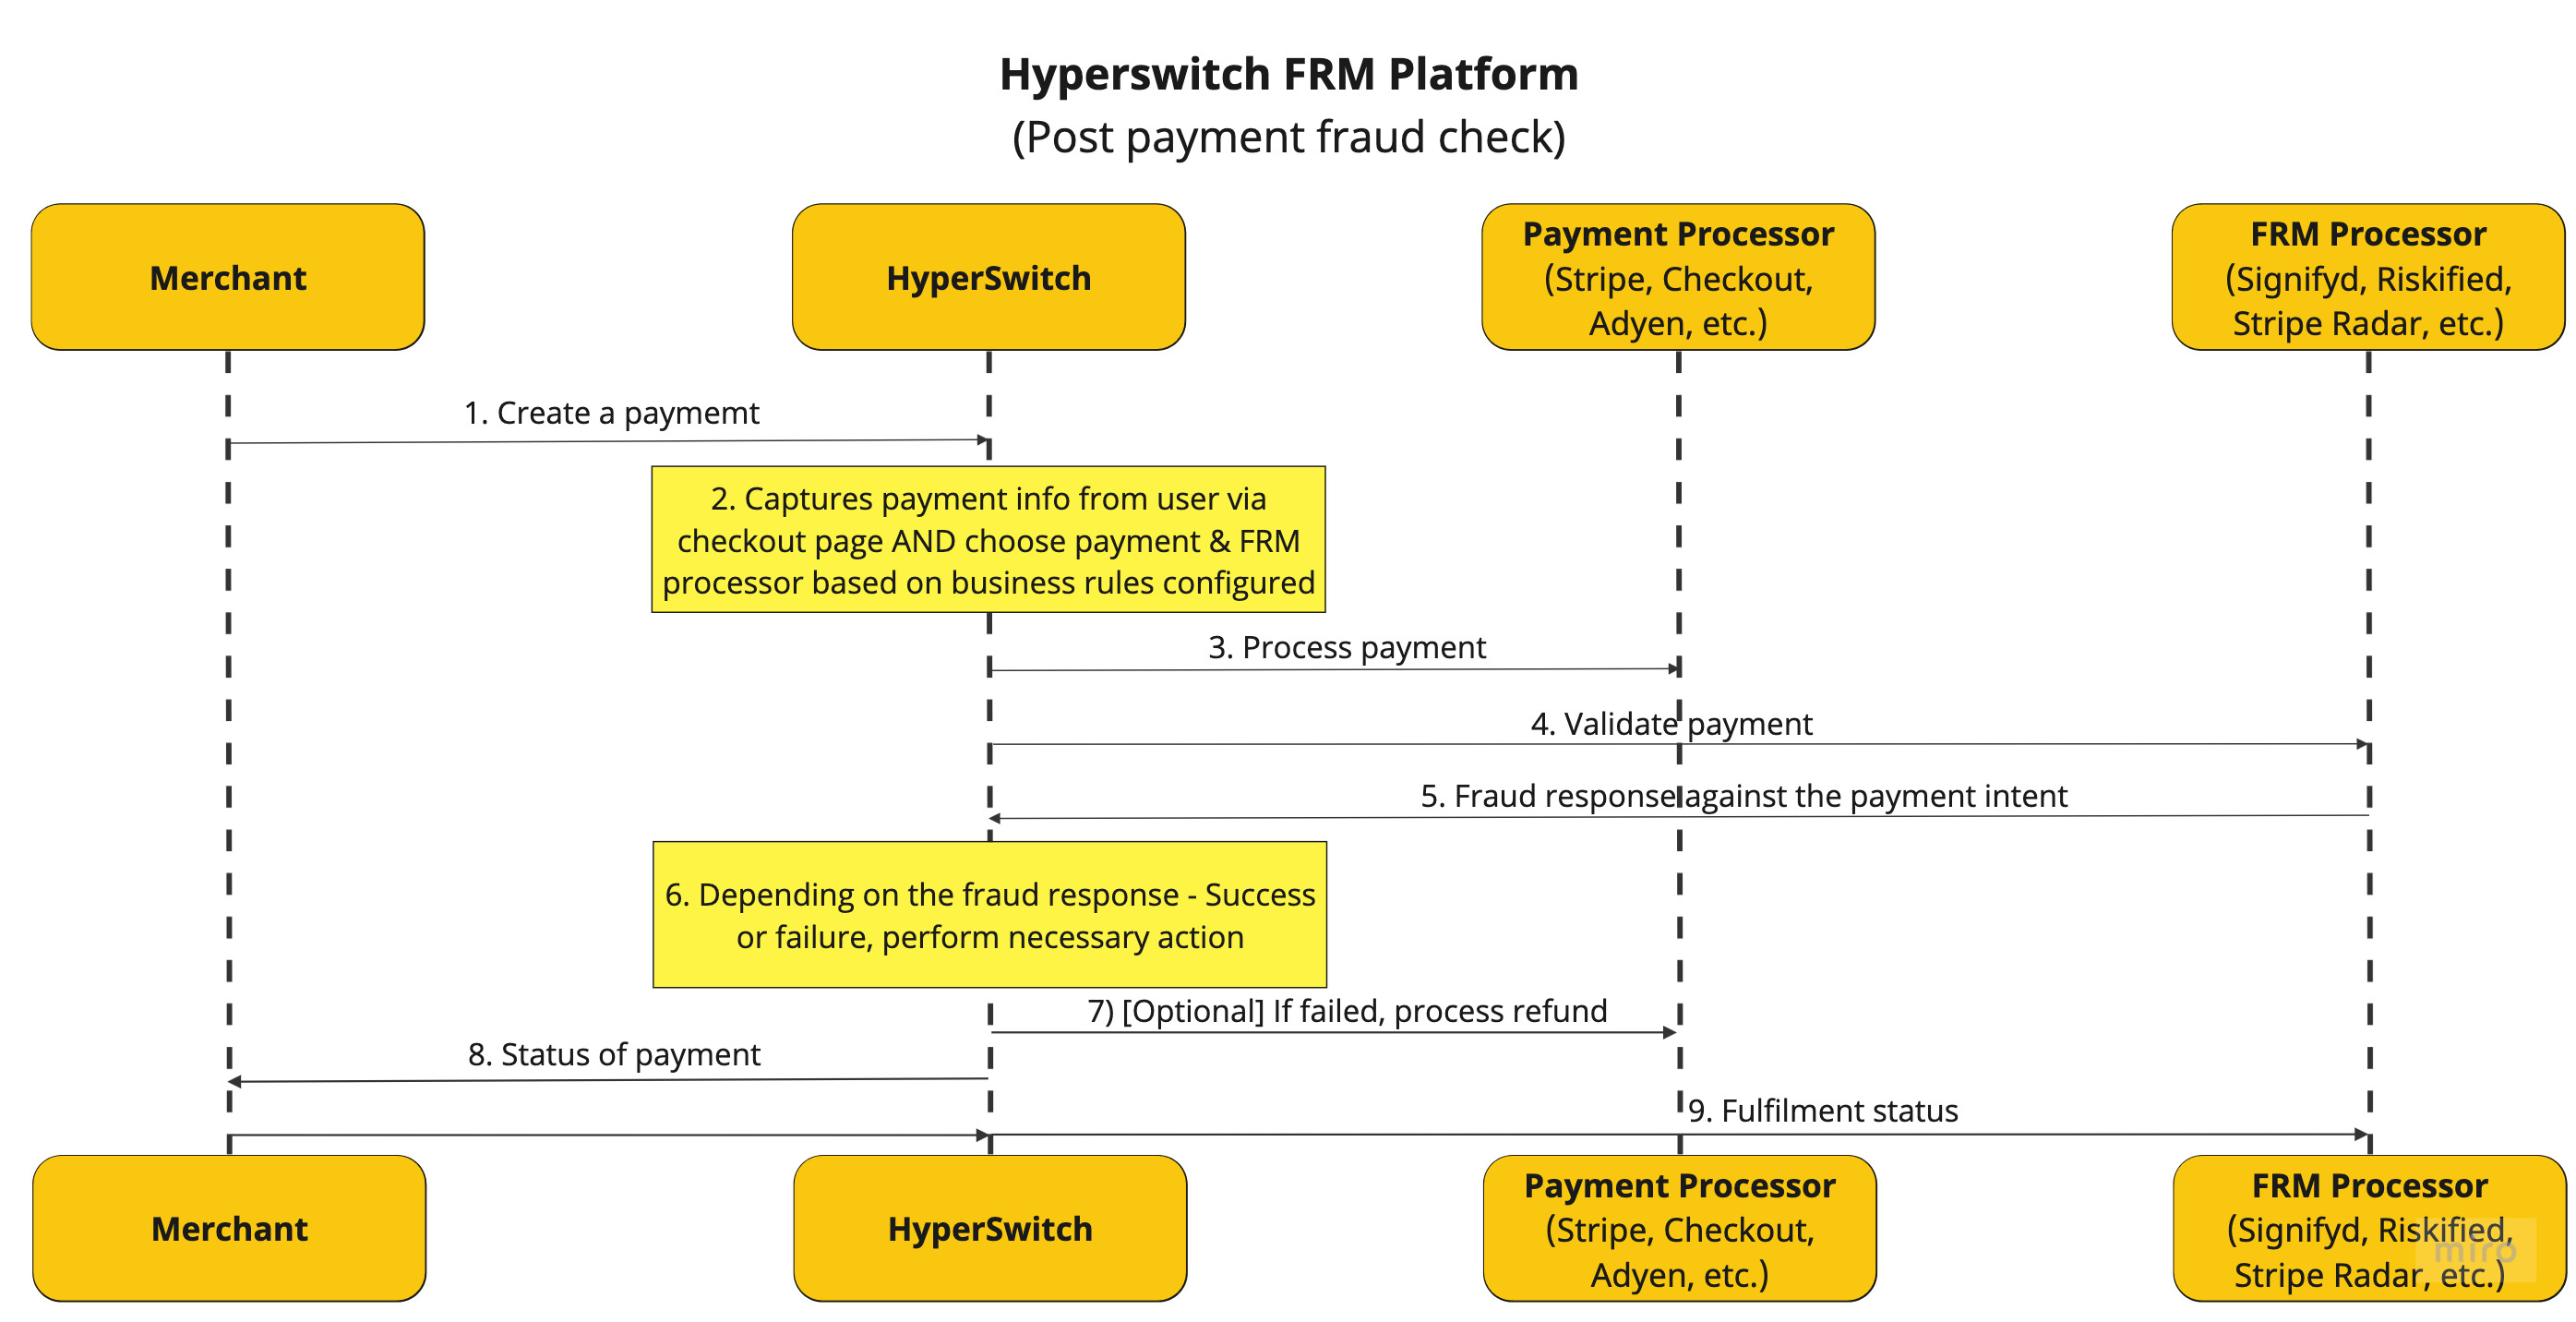 Hyperswitch FRM Platform
(Post payment fraud check)
Merchant
HyperSwitch
Payment Processor
(Stripe, Checkout,
Adyen, etc.)
FRM Processor
(Signifyd, Riskified,
Stripe Radar, etc.)
1. Create a paymemt
2. Captures payment info from user via
checkout page AND choose payment & FRM
processor based on business rules configured
3. Process payment
4. Validate payment
5. Fraud response against the payment intent
6. Depending on the fraud response - Success
or failure, perform necessary action
7) [Optional] If failed, process refund
8. Status of payment
9. Fulfilment status
Merchant
HyperSwitch
Payment Processor
(Stripe, Checkout,
Adyen, etc.)
FRM Processor
(Signifyd, Riskified,
Stripe Radar, etc.)
miro